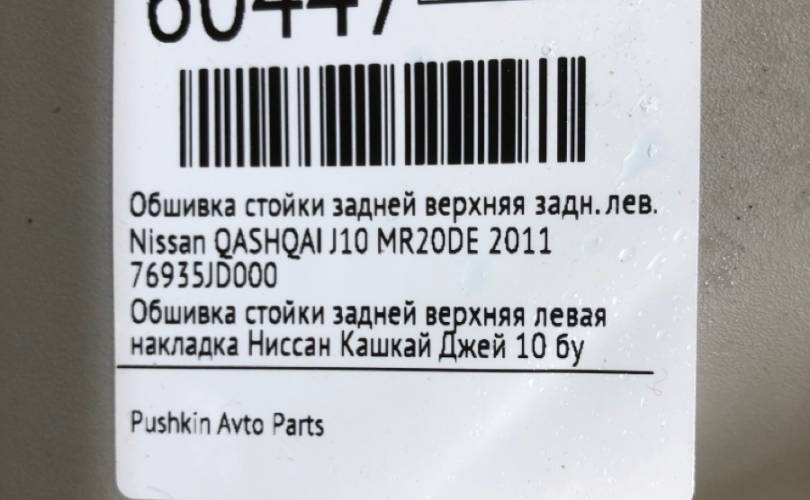 60447
Обшивка стойки задней верхняя задн.лев.
Nissan QASHQAI J10 MR20DE 2011
76935JD000
Обшивка стойки задней верхняя левая
накладка Ниссан Кашкай Джей 10 бу
Pushkin Avto Parts